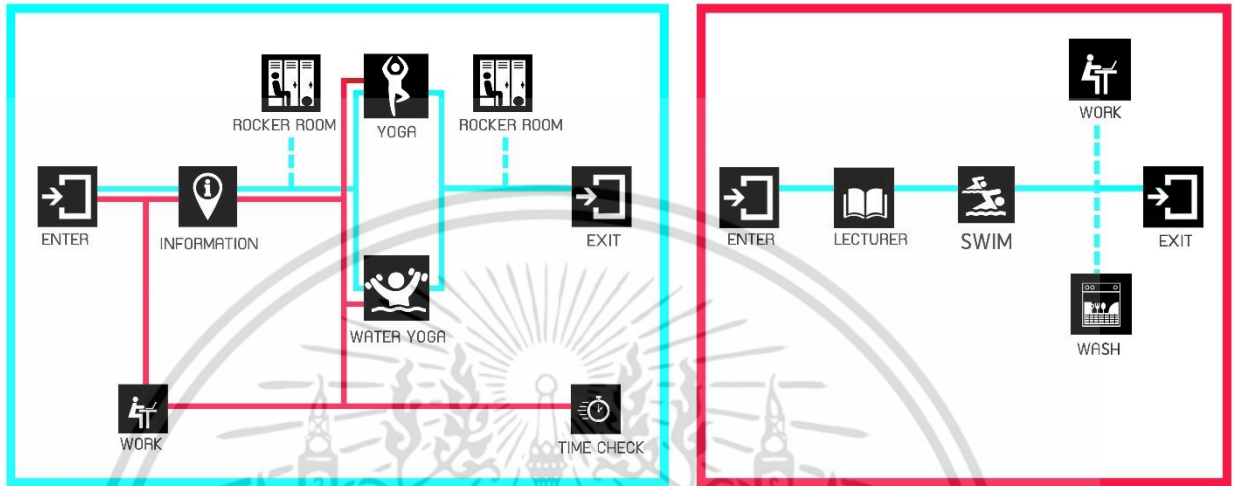 ROCKER ROOM
YOGA
ROCKER ROOM
ENTER
INFORMATION
EXIT
WATER YOGA
WORK
TIME CHECK
WORK
ENTER
LECTURER
SWIM
EXIT
WASH